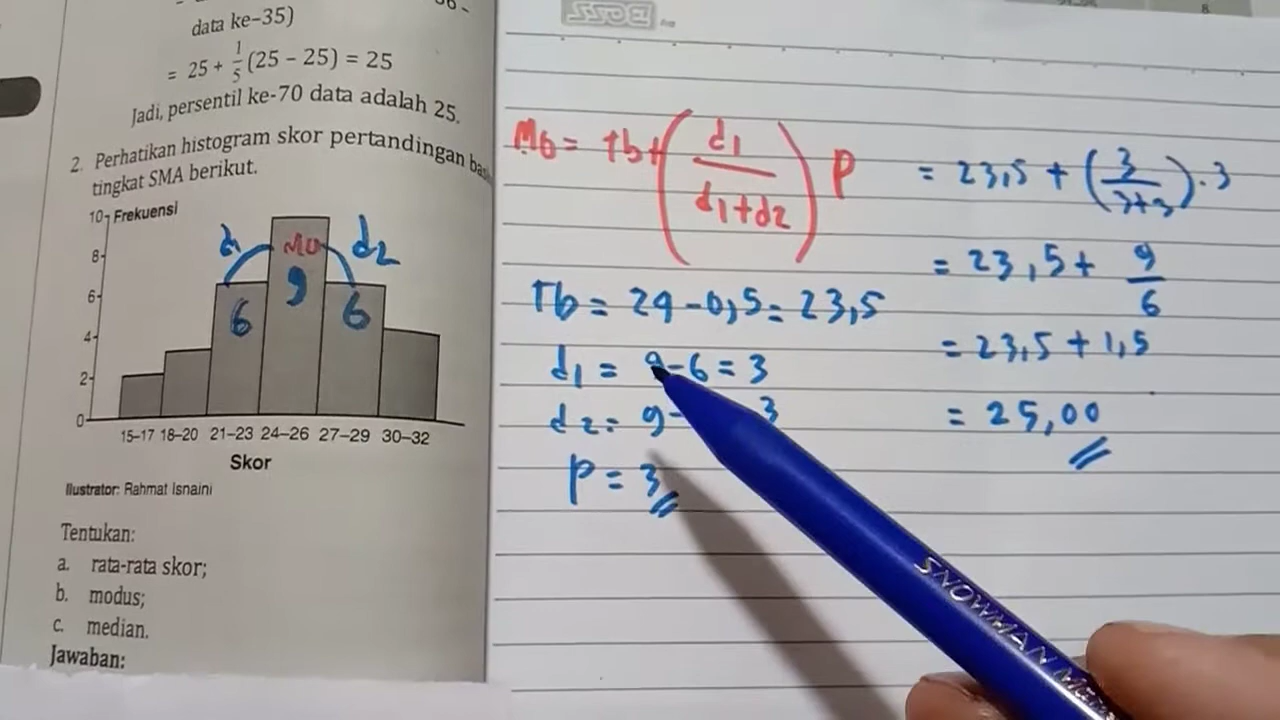 data ke–35)
= 25 + 1/5 (25 – 25) = 25
Jadi, persentil ke-70 data adalah 25.
2. Perhatikan histogram skor pertandingan
tingkat SMA berikut.
10 Frekuensi
8
6
4
2
0
d1 Mo d2
6 9 6
15–17 18–20 21–23 24–26 27–29 30–32
Skor
Ilustrator: Rahmat Isnaini
Tentukan:
a. rata-rata skor;
b. modus;
c. median.
Jawaban:
BOSS
Mo = Tb + (d1 / d1+d2) P
Tb = 24 - 0,5 = 23,5
d1 = 9 - 6 = 3
d2 = 9 - 3
P = 3
= 23,5 + (3 / 3+3) . 3
= 23,5 + 9/6
= 23,5 + 1,5
= 25,00
SNOWMAN